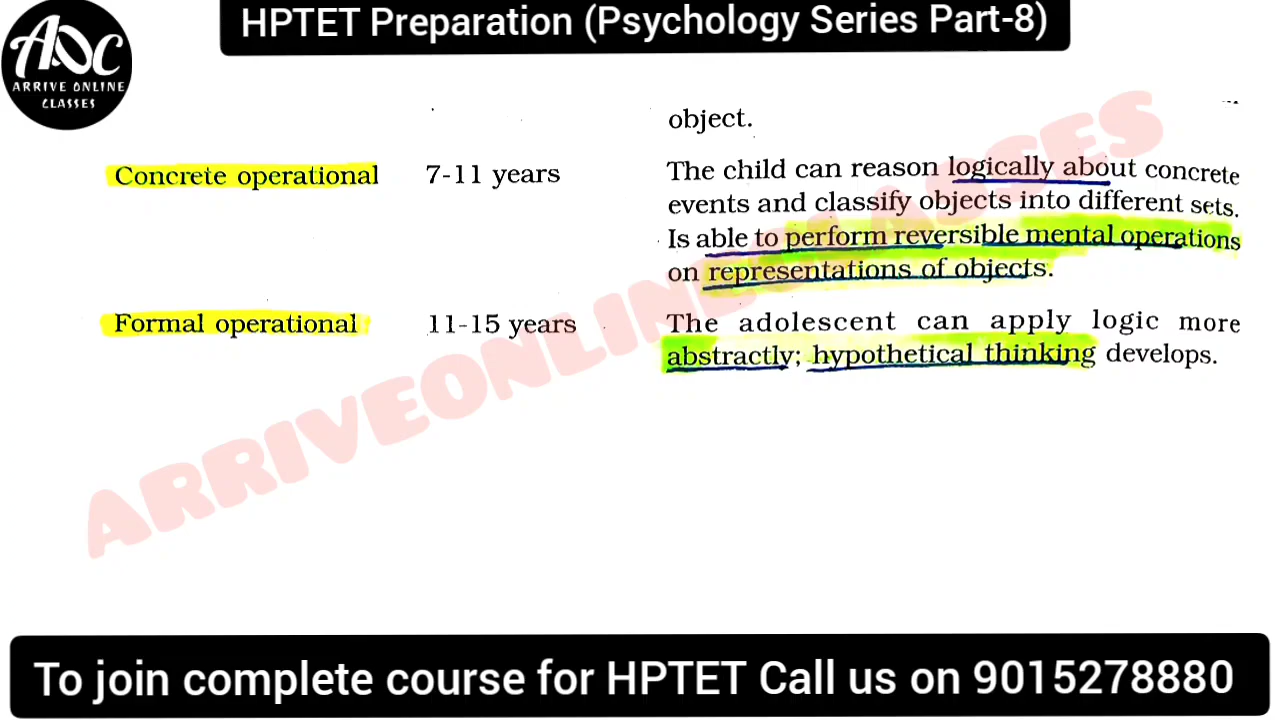 HPTET Preparation (Psychology Series Part-8)
ADC
ARRIVE ONLINE
CLASSES
object.
Concrete operational 7-11 years The child can reason logically about concrete
events and classify objects into different sets.
Is able to perform reversible mental operations
on representations of objects.
Formal operational 11-15 years The adolescent can apply logic more
abstractly; hypothetical thinking develops.
ARRIVEONLINECLASSES
To join complete course for HPTET Call us on 9015278880